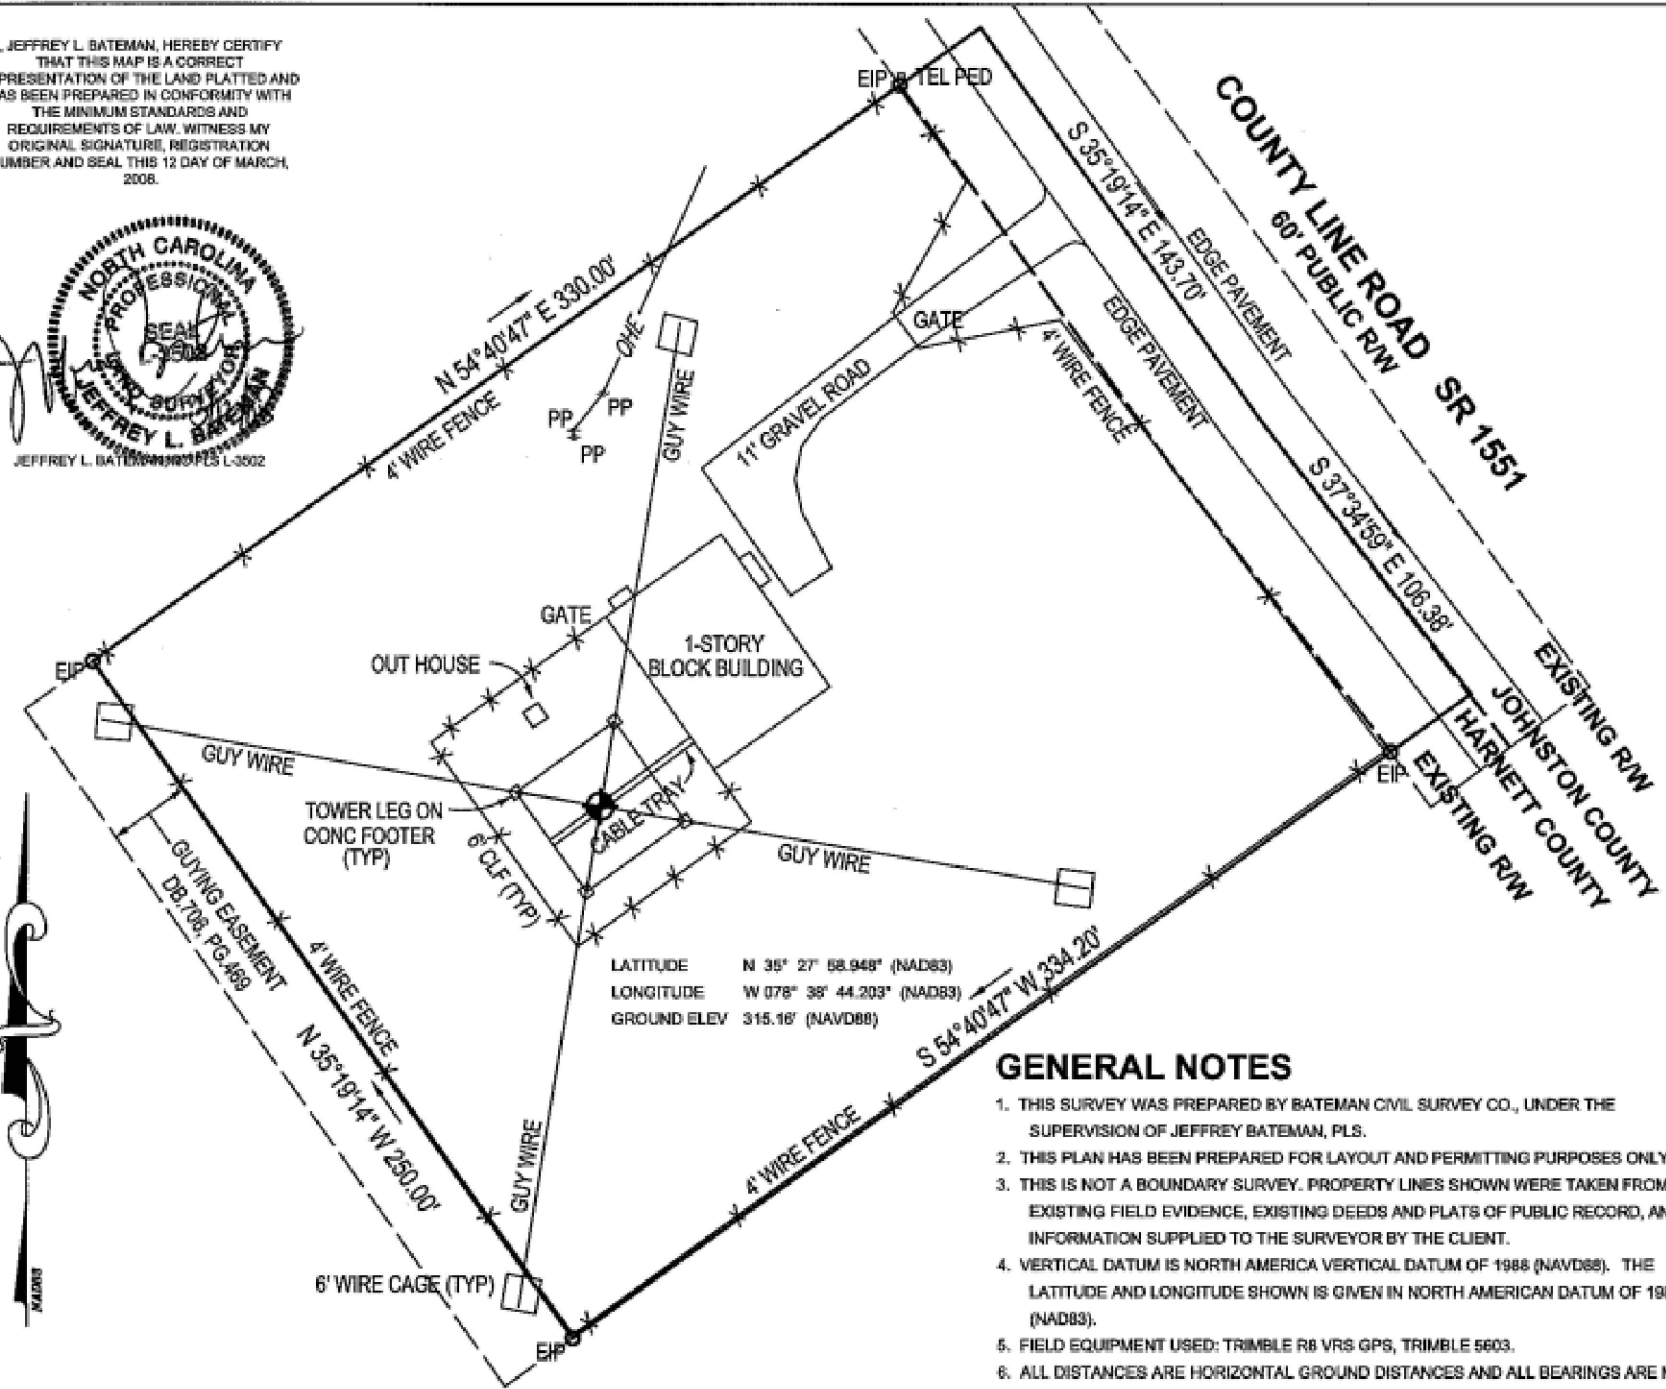 , JEFFREY L. BATEMAN, HEREBY CERTIFY
THAT THIS MAP IS A CORRECT
PRESENTATION OF THE LAND PLATTED AND
AS BEEN PREPARED IN CONFORMITY WITH
THE MINIMUM STANDARDS AND
REQUIREMENTS OF LAW. WITNESS MY
ORIGINAL SIGNATURE, REGISTRATION
UMBER AND SEAL THIS 12 DAY OF MARCH,
2008.
NORTH CAROLINA
PROFESSIONAL
SEAL
L-3502
LAND SURVEYOR
JEFFREY L. BATEMAN
JEFFREY L. BATEMAN, PLS L-3502
EIP
TEL PED
COUNTY LINE ROAD SR 1551
60' PUBLIC R/W
S 35°19'14" E 143.70'
EDGE PAVEMENT
EDGE PAVEMENT
N 54°40'47" E 330.00'
4' WIRE FENCE
OHE
PP
PP
PP
GUY WIRE
GATE
11' GRAVEL ROAD
4' WIRE FENCE
S 37°34'59" E 106.38'
GATE
1-STORY
BLOCK BUILDING
OUT HOUSE
EIP
GUY WIRE
TOWER LEG ON
CONC FOOTER
(TYP)
CABLE TRAY
6' CLF (TYP)
GUY WIRE
EIP
EXISTING R/W
JOHNSTON COUNTY
HARNETT COUNTY
EXISTING R/W
GUYING EASEMENT
DB.708, PG.469
4' WIRE FENCE
N 35°19'14" W 250.00'
LATITUDE N 35° 27' 58.948" (NAD83)
LONGITUDE W 078° 38' 44.203" (NAD83)
GROUND ELEV 315.16' (NAVD88)
S 54°40'47" W 334.20'
4' WIRE FENCE
GUY WIRE
6' WIRE CAGE (TYP)
EIP
NAD83
GENERAL NOTES
1. THIS SURVEY WAS PREPARED BY BATEMAN CIVIL SURVEY CO., UNDER THE
SUPERVISION OF JEFFREY BATEMAN, PLS.
2. THIS PLAN HAS BEEN PREPARED FOR LAYOUT AND PERMITTING PURPOSES ONLY
3. THIS IS NOT A BOUNDARY SURVEY. PROPERTY LINES SHOWN WERE TAKEN FROM
EXISTING FIELD EVIDENCE, EXISTING DEEDS AND PLATS OF PUBLIC RECORD, AN
INFORMATION SUPPLIED TO THE SURVEYOR BY THE CLIENT.
4. VERTICAL DATUM IS NORTH AMERICA VERTICAL DATUM OF 1988 (NAVD88). THE
LATITUDE AND LONGITUDE SHOWN IS GIVEN IN NORTH AMERICAN DATUM OF 198
(NAD83).
5. FIELD EQUIPMENT USED: TRIMBLE R8 VRS GPS, TRIMBLE 5603.
6. ALL DISTANCES ARE HORIZONTAL GROUND DISTANCES AND ALL BEARINGS ARE N